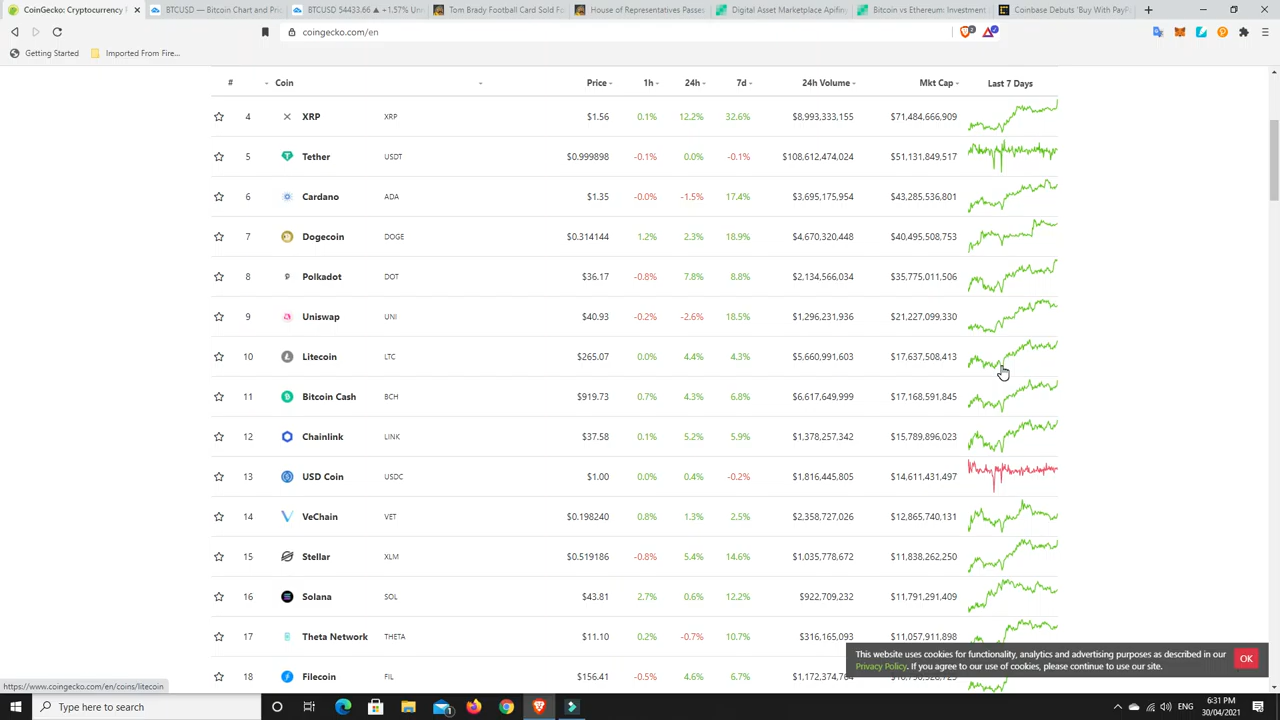 CoinGecko: Cryptocurrency P
BTCUSD — Bitcoin Chart and Pric
BTCUSD 54433.66 ▲ +1.57% Unn
Tom Brady Football Card Sold Fo
House of Representatives Passes
Digital Asset Marketplace Apifiny
Bitcoin vs Ethereum: Investment
Coinbase Debuts 'Buy With PayPa
coingecko.com/en
Getting Started
Imported From Fire...
# Coin Price 1h 24h 7d 24h Volume Mkt Cap Last 7 Days
4 XRP XRP $1.56 0.1% 12.2% 32.6% $8,993,333,155 $71,484,666,909
5 Tether USDT $0.999898 -0.1% 0.0% -0.1% $108,612,474,024 $51,131,849,517
6 Cardano ADA $1.35 -0.0% -1.5% 17.4% $3,695,175,954 $43,285,536,801
7 Dogecoin DOGE $0.314144 1.2% 2.3% 18.9% $4,670,320,448 $40,495,508,753
8 Polkadot DOT $36.17 -0.8% 7.8% 8.8% $2,134,566,034 $35,775,011,506
9 Uniswap UNI $40.93 -0.2% -2.6% 18.5% $1,296,231,936 $21,227,099,330
10 Litecoin LTC $265.07 0.0% 4.4% 4.3% $5,660,991,603 $17,637,508,413
11 Bitcoin Cash BCH $919.73 0.7% 4.3% 6.8% $6,617,649,999 $17,168,591,845
12 Chainlink LINK $37.58 0.1% 5.2% 5.9% $1,378,257,342 $15,789,896,023
13 USD Coin USDC $1.00 0.0% 0.4% -0.2% $1,816,445,805 $14,611,431,497
14 VeChain VET $0.198240 0.8% 1.3% 2.5% $2,358,727,026 $12,865,740,131
15 Stellar XLM $0.519186 -0.8% 5.4% 14.6% $1,035,778,672 $11,838,262,250
16 Solana SOL $43.81 2.7% 0.6% 12.2% $922,709,232 $11,791,291,409
17 Theta Network THETA $11.10 0.2% -0.7% 10.7% $316,165,093 $11,057,911,898
18 Filecoin FIL $156.41 -0.5% 4.6% 6.7%
This website uses cookies for functionality, analytics and advertising purposes as described in our
Privacy Policy. If you agree to our use of cookies, please continue to use our site.
OK
https://www.coingecko.com/en/coins/litecoin
Type here to search
ENG
6:31 PM
30/04/2021